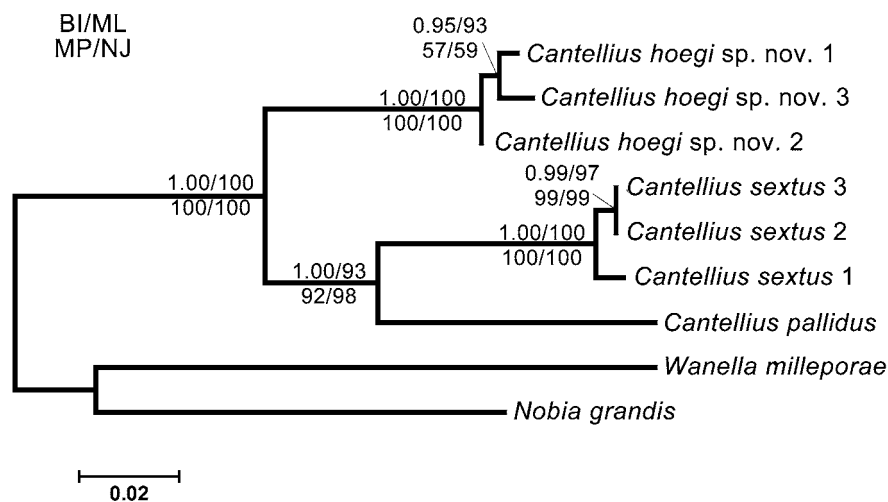 BI/ML
MP/NJ
0.95/93
57/59
Cantellius hoegi sp. nov. 1
1.00/100
100/100
Cantellius hoegi sp. nov. 3
Cantellius hoegi sp. nov. 2
1.00/100
100/100
0.99/97
99/99
Cantellius sextus 3
Cantellius sextus 2
1.00/100
100/100
Cantellius sextus 1
1.00/93
92/98
Cantellius pallidus
Wanella milleporae
Nobia grandis
0.02